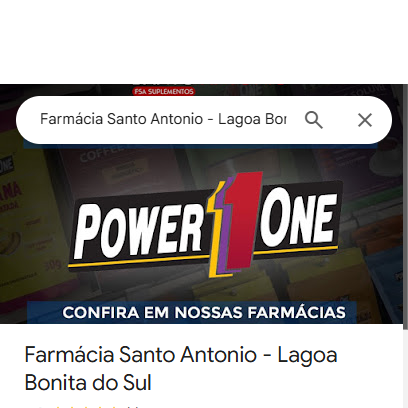 FSA SUPLEMENTOS
Farmácia Santo Antonio - Lagoa Bon
POWER 1 ONE
CONFIRA EM NOSSAS FARMÁCIAS
Farmácia Santo Antonio - Lagoa
Bonita do Sul